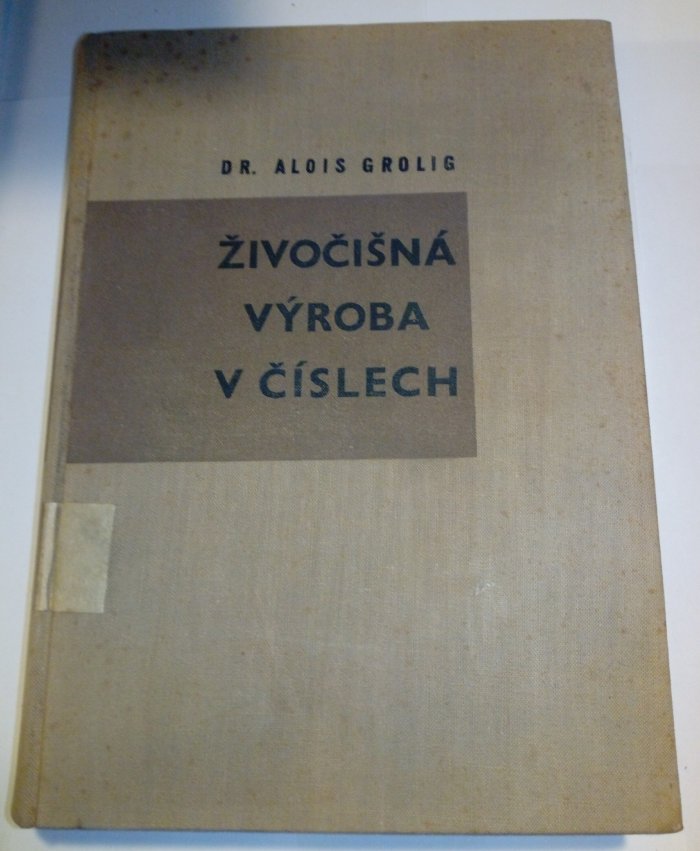 DR. ALOIS GROLIG
ŽIVOČIŠNÁ
VÝROBA
V ČÍSLECH